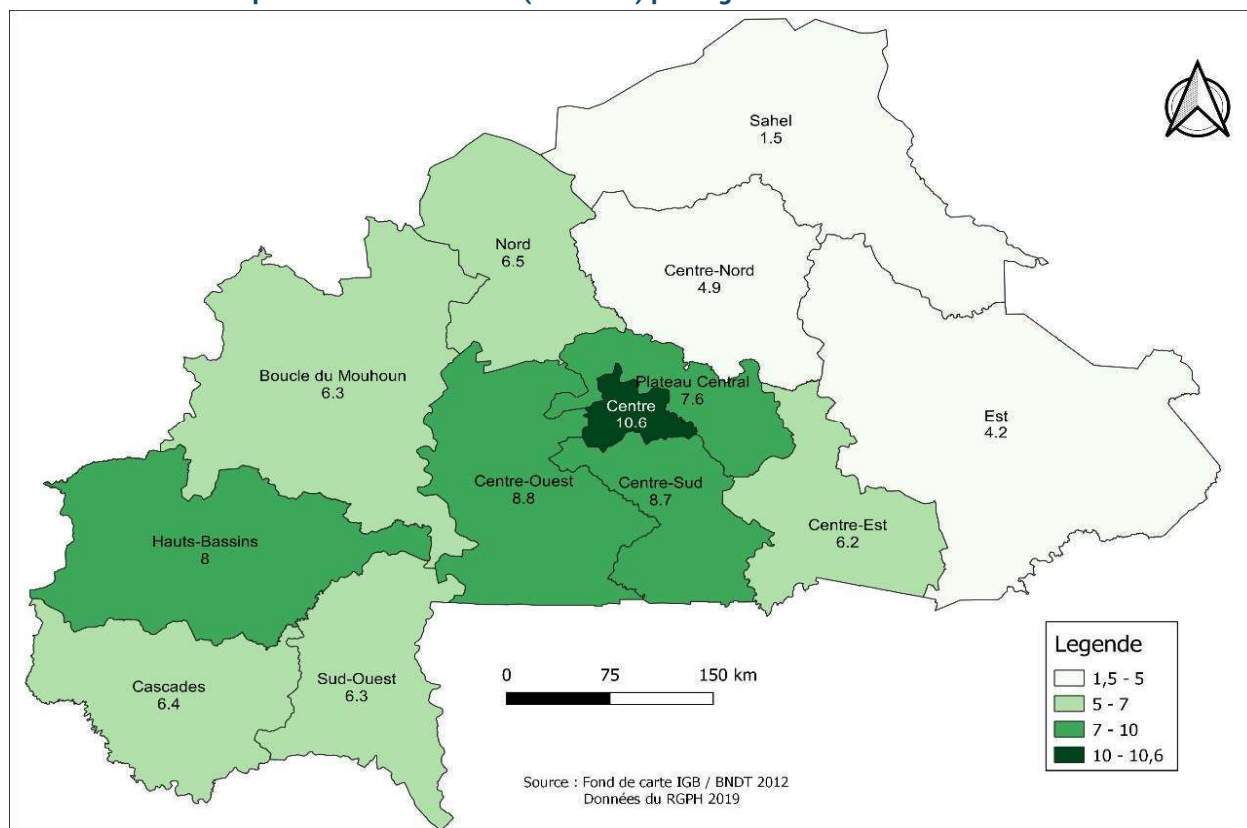 Sahel
1.5
Nord
6.5
Centre-Nord
4.9
Boucle du Mouhoun
6.3
Plateau Central
7.6
Centre
10.6
Est
4.2
Centre-Ouest
8.8
Centre-Sud
8.7
Centre-Est
6.2
Hauts-Bassins
8
Cascades
6.4
Sud-Ouest
6.3
0 75 150 km
Legende
1,5 - 5
5 - 7
7 - 10
10 - 10,6
Source : Fond de carte IGB / BNDT 2012
Données du RGPH 2019